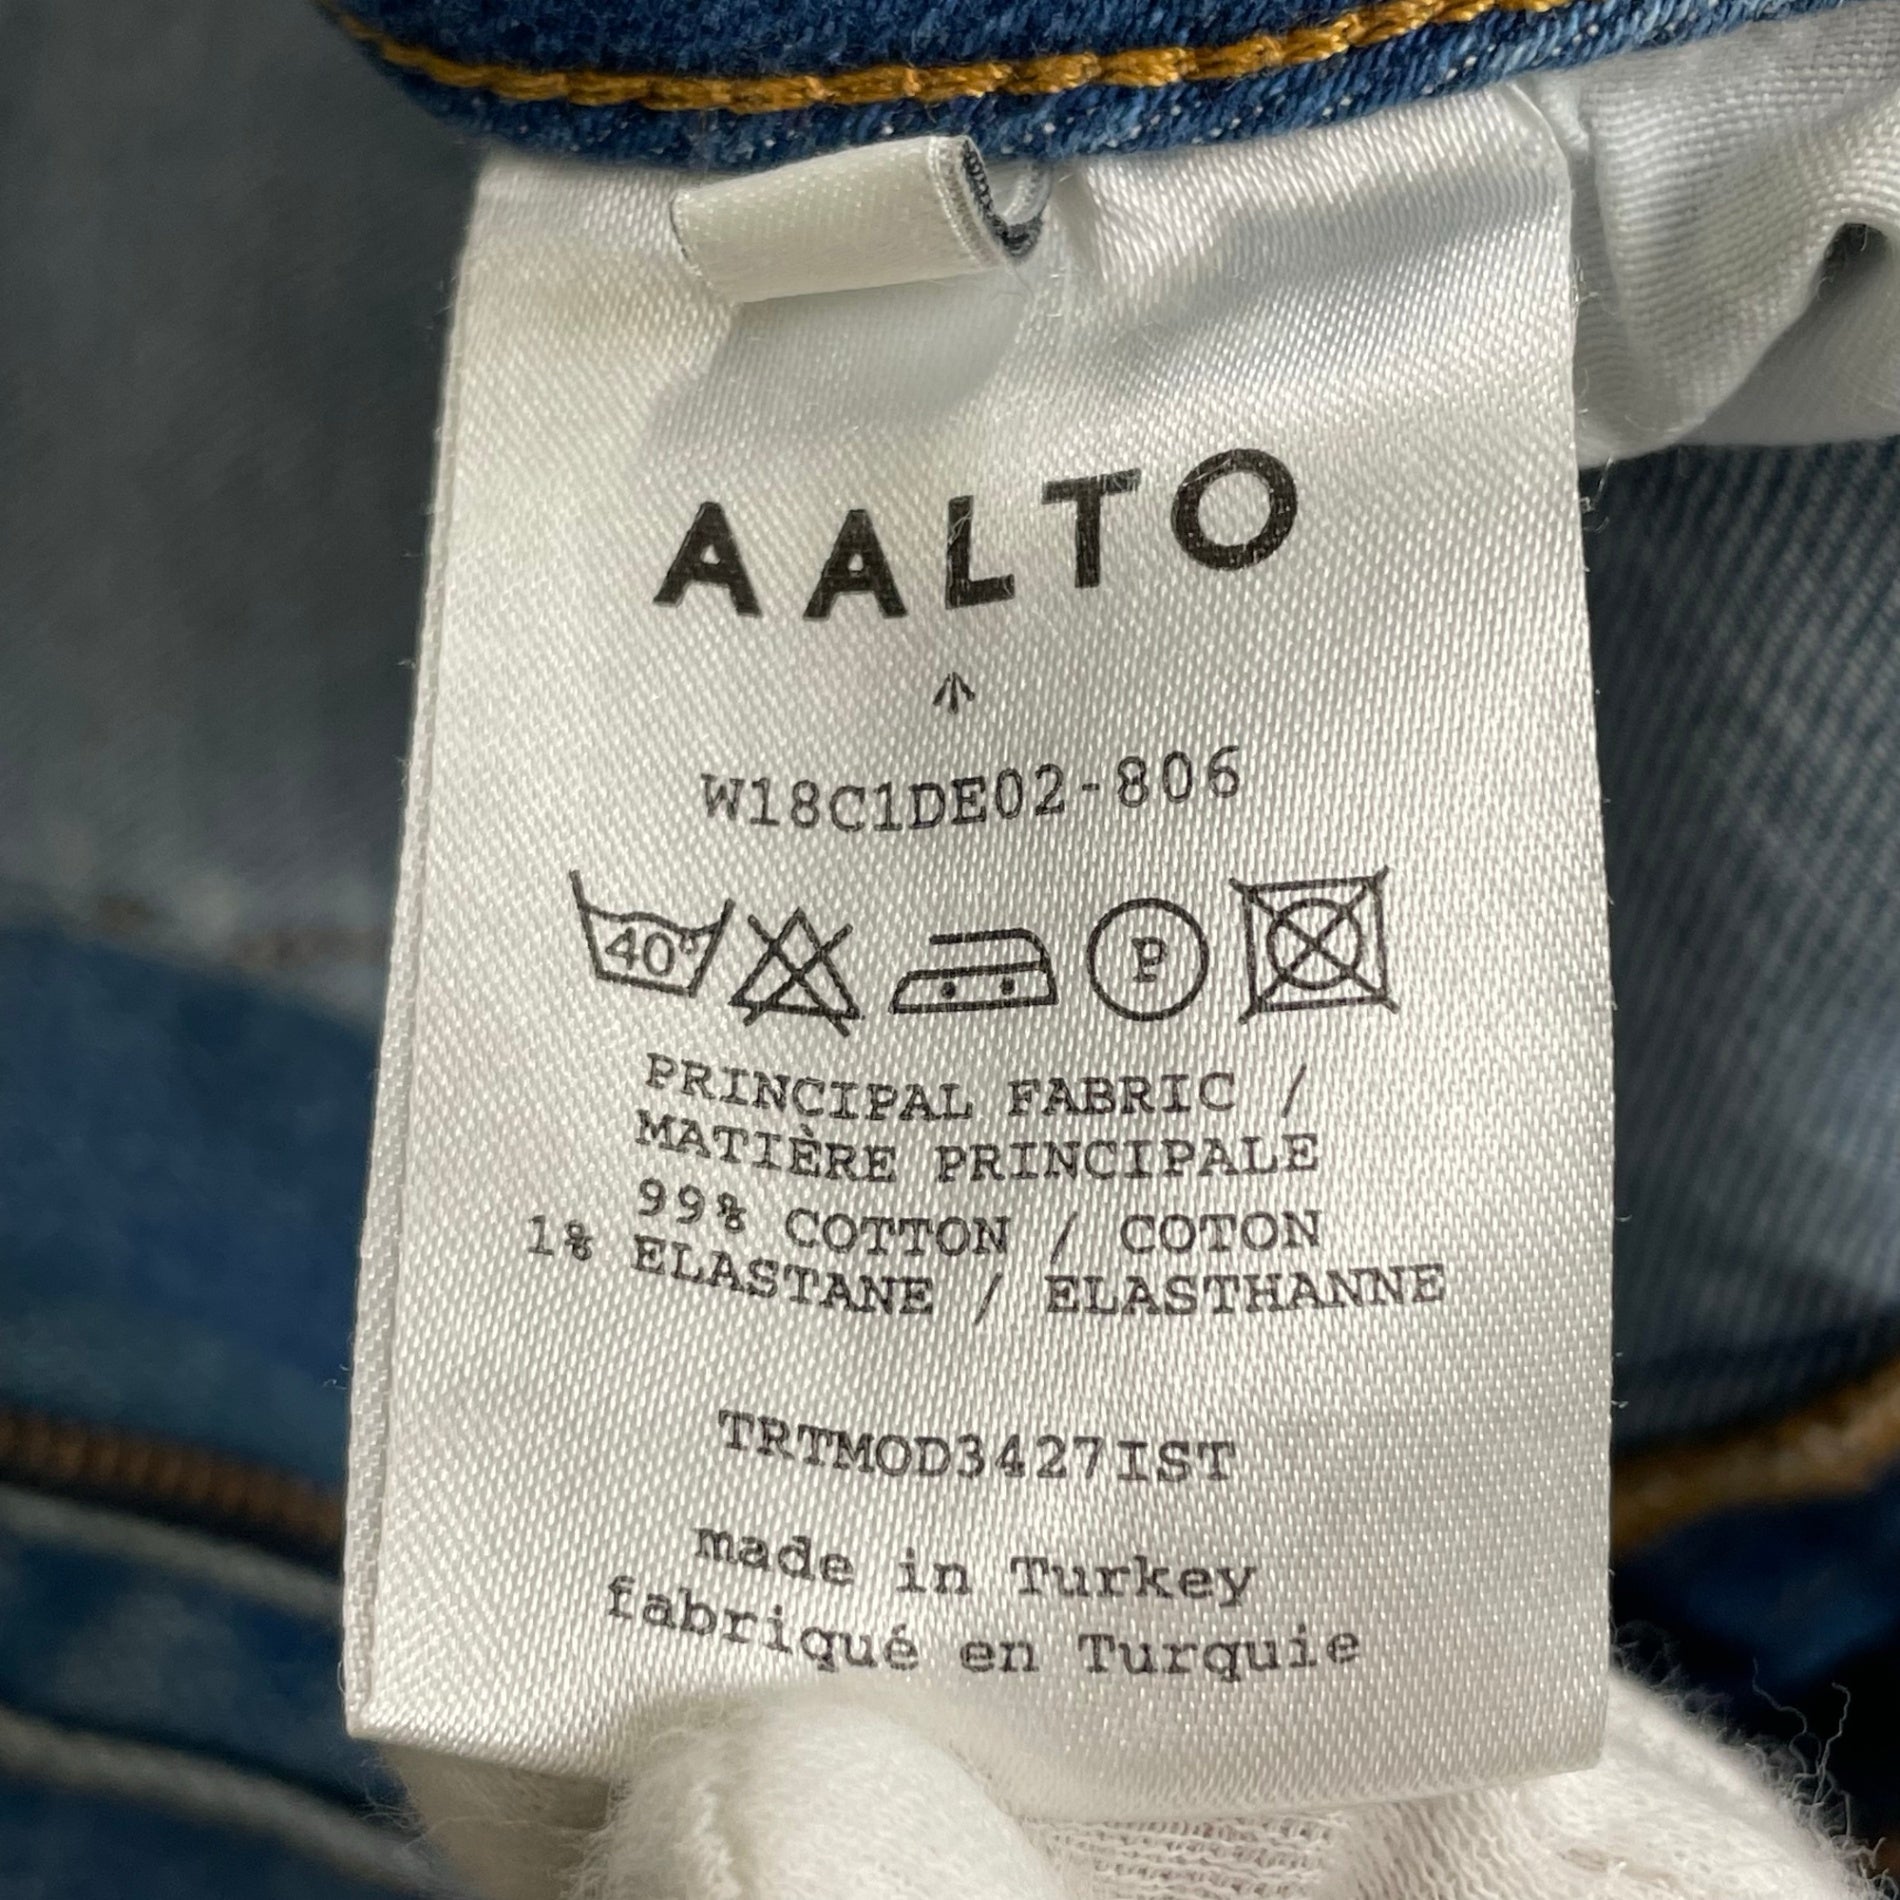 AALTO
W18C1DE02-806
40° P
PRINCIPAL FABRIC /
MATIÈRE PRINCIPALE
99% COTTON / COTON
1% ELASTANE / ELASTHANNE
TRTMOD3427IST
made in Turkey
fabriqué en Turquie